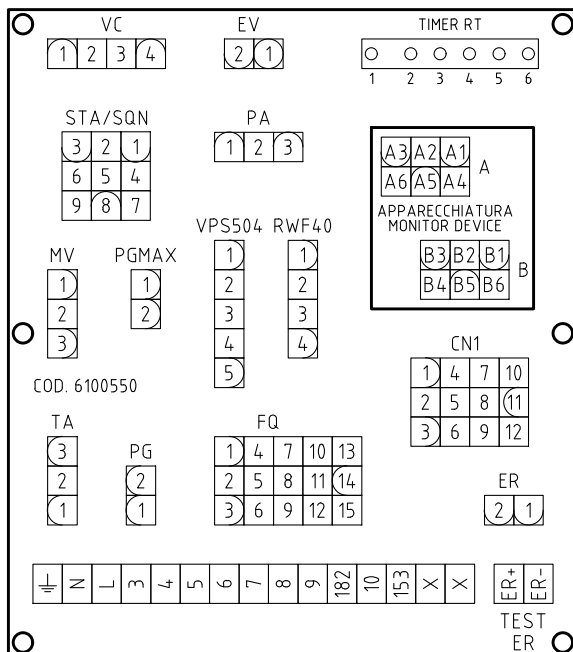 VC EV TIMER RT
1 2 3 4 2 1
1 2 3 4 5 6
STA/SQN PA
3 2 1 1 2 3
6 5 4
9 8 7
A3 A2 A1 A
A6 A5 A4
APPARECCHIATURA
MONITOR DEVICE
B3 B2 B1 B
B4 B5 B6
VPS504 RWF40
1 1
2 2
3 3
4 4
5
MV PGMAX
1 1
2 2
3
CN1
1 4 7 10
2 5 8 11
3 6 9 12
COD. 6100550
TA PG FQ
3 2
2 1
1
1 4 7 10 13
2 5 8 11 14
3 6 9 12 15
ER
2 1
N L 3 4 5 6 7 8 9 182 10 153 X X ER+ ER-
TEST
ER